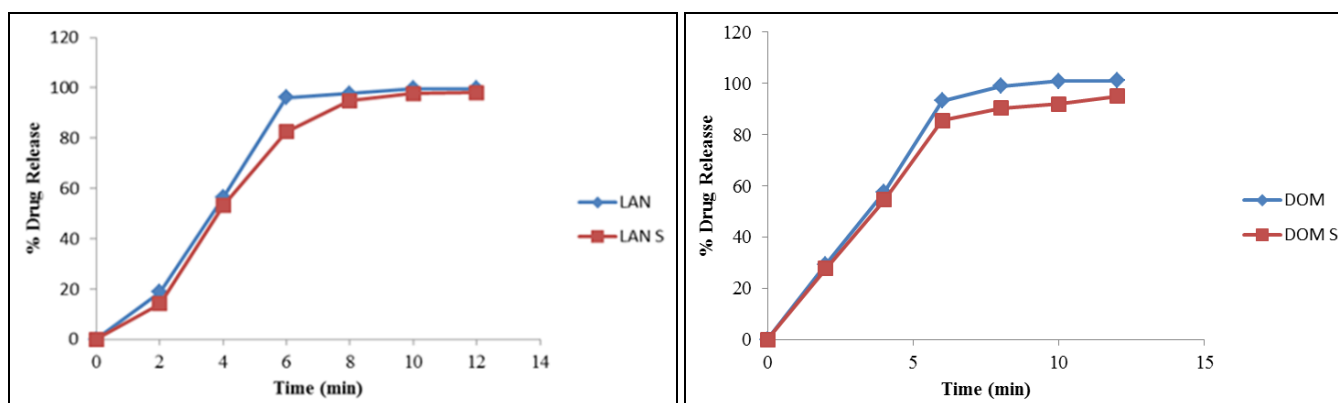 120
100
80
60
40
20
0
% Drug Release
0 2 4 6 8 10 12 14
Time (min)
LAN
LAN S
120
100
80
60
40
20
0
% Drug Releasse
0 5 10 15
Time (min)
DOM
DOM S